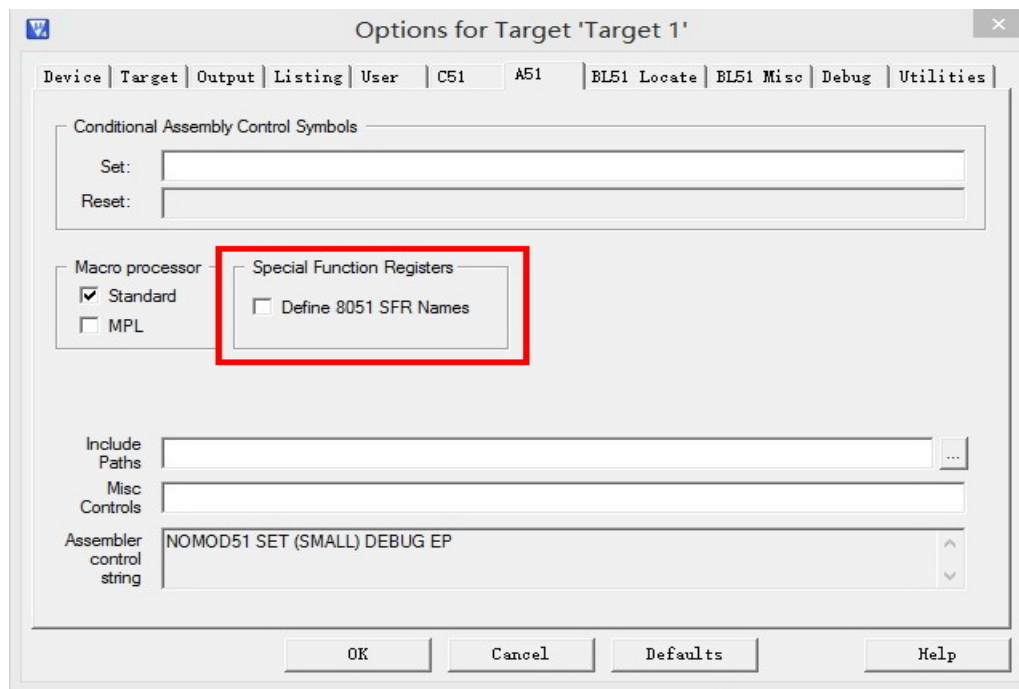 Options for Target 'Target 1'
Device Target Output Listing User C51 A51 BL51 Locate BL51 Misc Debug Utilities
Conditional Assembly Control Symbols
Set:
Reset:
Macro processor
Standard
MPL
Special Function Registers
Define 8051 SFR Names
Include
Paths
...
Misc
Controls
Assembler
control
string
NOMOD51 SET (SMALL) DEBUG EP
OK Cancel Defaults Help